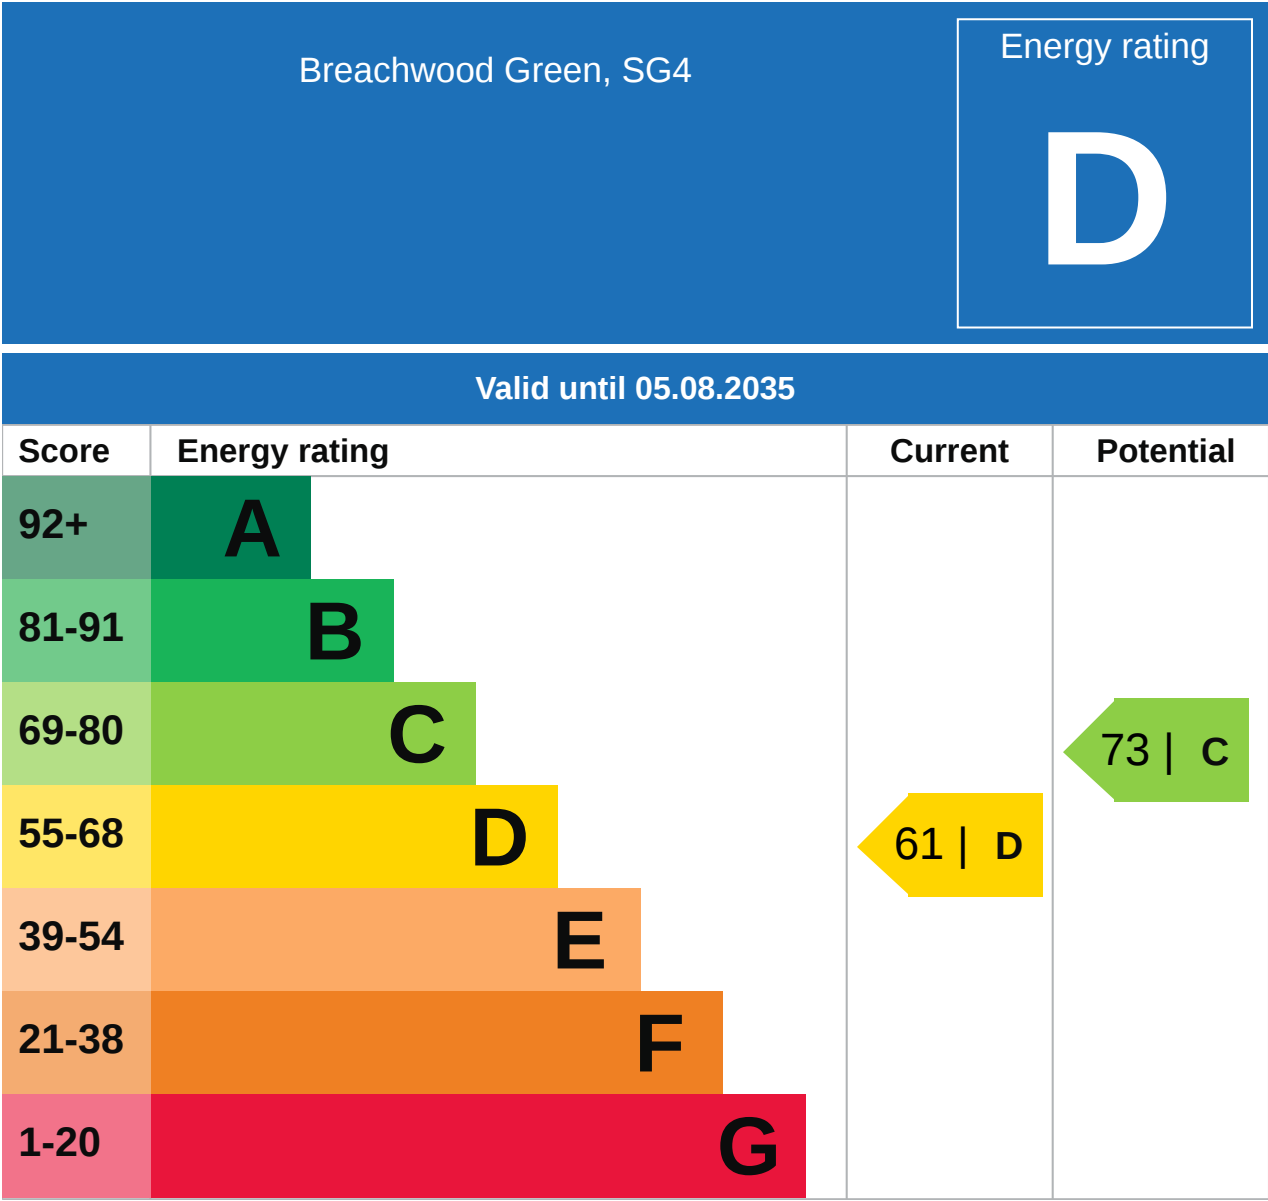 Breachwood Green, SG4
Energy rating
D
Valid until 05.08.2035
Score Energy rating Current Potential
92+ A
81-91 B
69-80 C
73 | C
55-68 D
61 | D
39-54 E
21-38 F
1-20 G